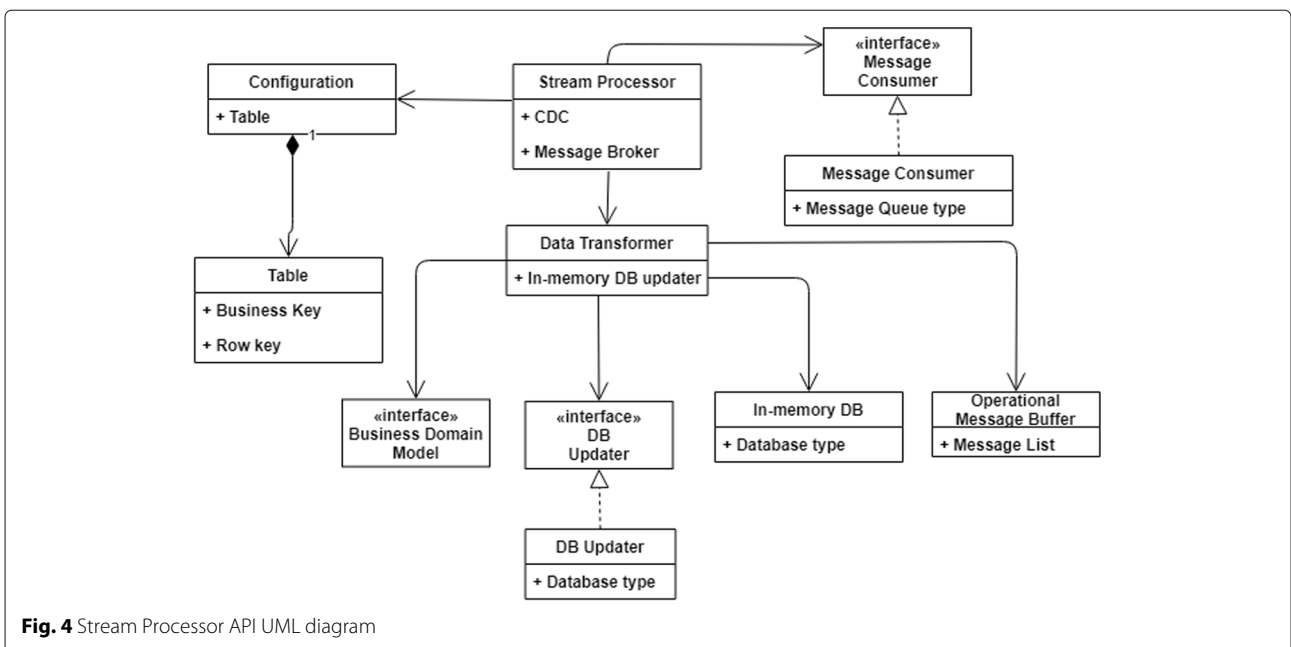 «interface»
Message
Consumer
Configuration
+ Table
Stream Processor
+ CDC
+ Message Broker
1
Message Consumer
+ Message Queue type
Data Transformer
+ In-memory DB updater
Table
+ Business Key
+ Row key
«interface»
Business Domain
Model
«interface»
DB
Updater
In-memory DB
+ Database type
Operational
Message Buffer
+ Message List
DB Updater
+ Database type
Fig. 4 Stream Processor API UML diagram